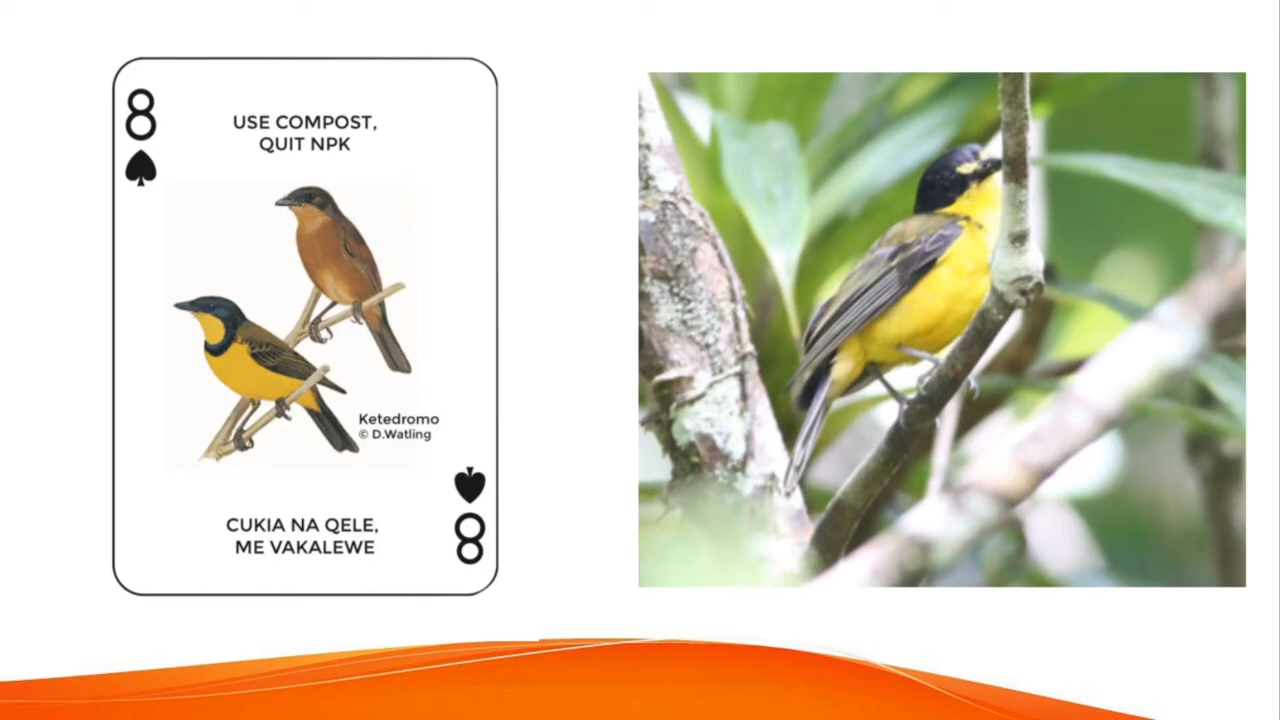 8
USE COMPOST,
QUIT NPK
Ketedromo
© D.Watling
CUKIA NA QELE,
ME VAKALEWE
8